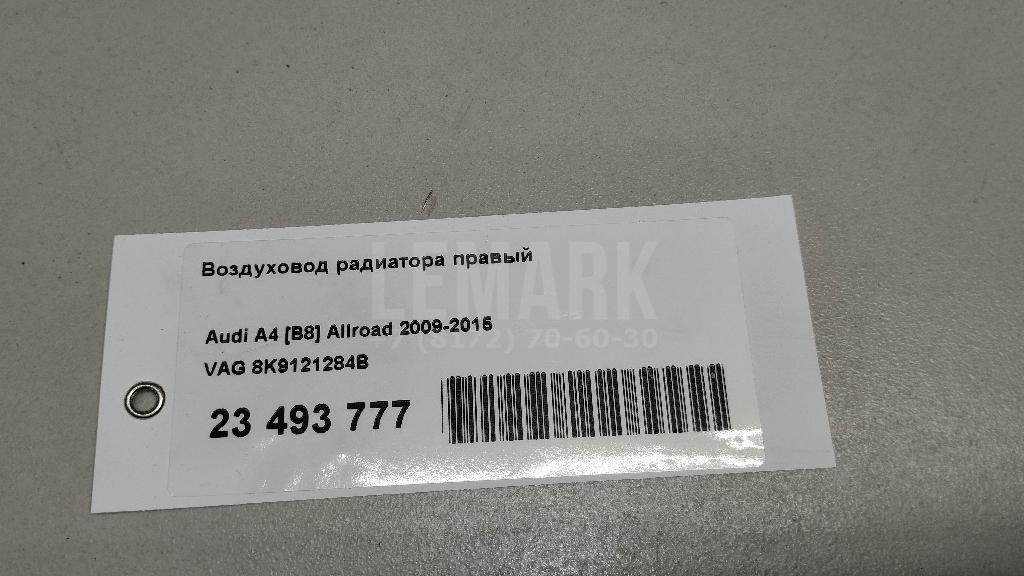 Воздуховод радиатора правый
LEMARK
Audi A4 [B8] Allroad 2009-2015
+7 (8172) 70-60-30
VAG 8K9121284B
23 493 777